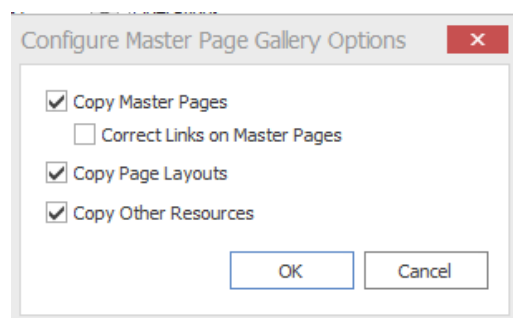 Configure Master Page Gallery Options
Copy Master Pages
Correct Links on Master Pages
Copy Page Layouts
Copy Other Resources
OK Cancel